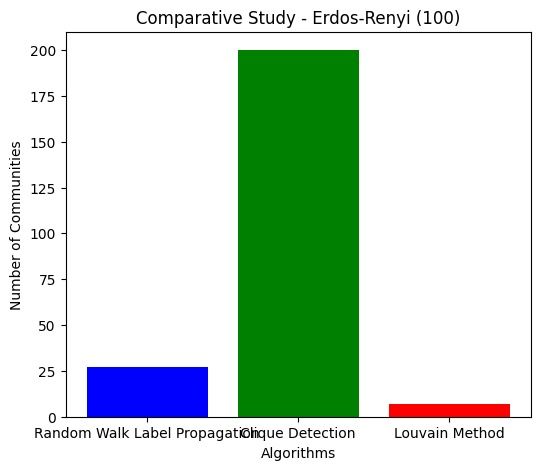 Comparative Study - Erdos-Renyi (100)
Number of Communities
200
175
150
125
100
75
50
25
0
Random Walk Label Propagation
Clique Detection
Louvain Method
Algorithms